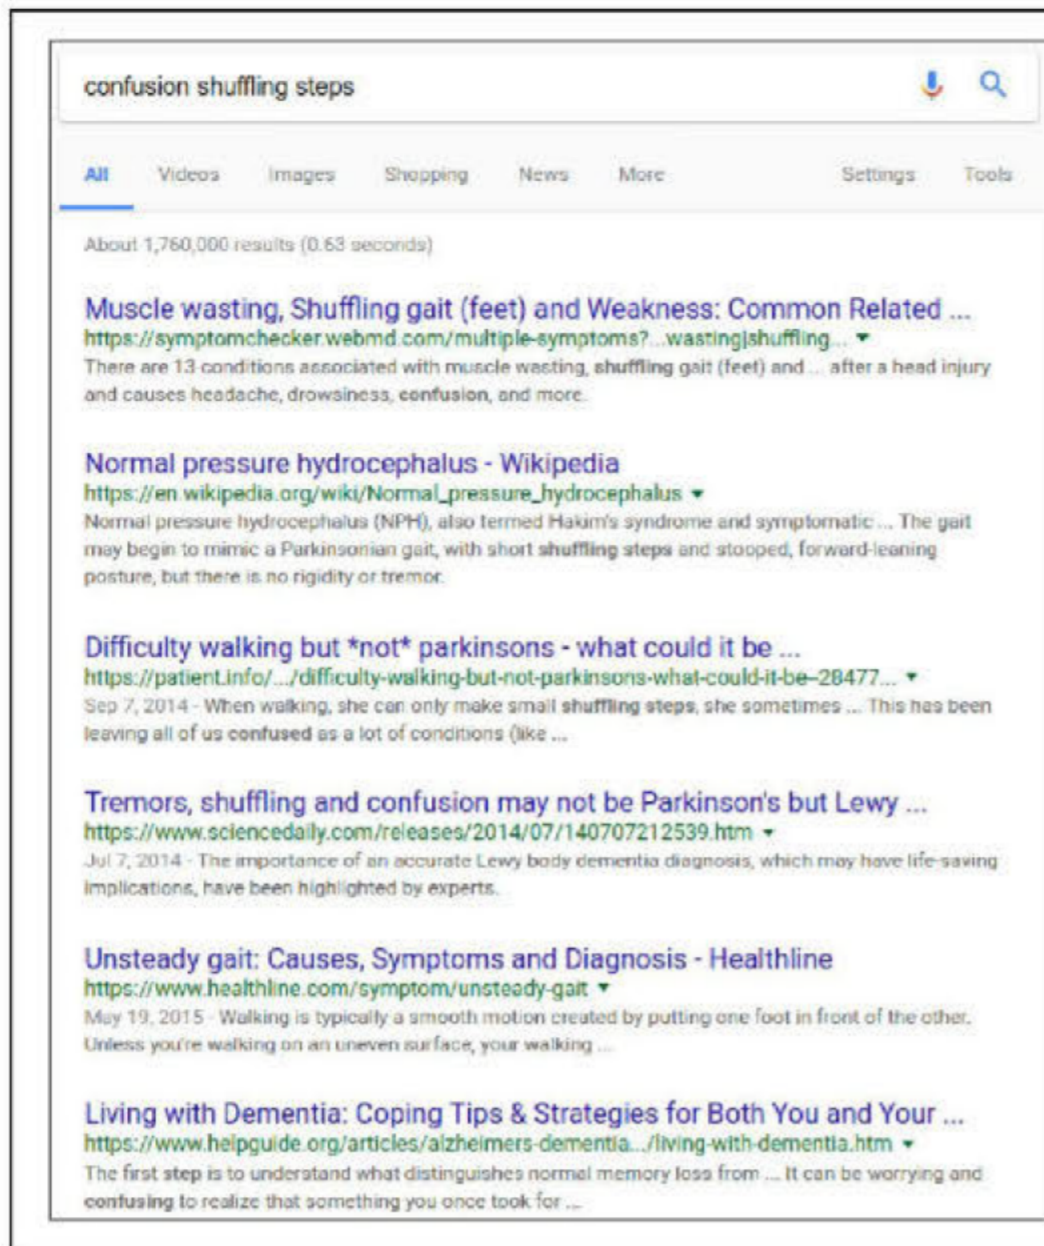 confusion shuffling steps
All Videos Images Shopping News More Settings Tools
About 1,760,000 results (0.63 seconds)
Muscle wasting, Shuffling gait (feet) and Weakness: Common Related ...
https://symptomchecker.webmd.com/multiple-symptoms?...wasting|shuffling...
There are 13 conditions associated with muscle wasting, shuffling gait (feet) and ... after a head injury
and causes headache, drowsiness, confusion, and more.
Normal pressure hydrocephalus - Wikipedia
https://en.wikipedia.org/wiki/Normal_pressure_hydrocephalus
Normal pressure hydrocephalus (NPH), also termed Hakim's syndrome and symptomatic ... The gait
may begin to mimic a Parkinsonian gait, with short shuffling steps and stooped, forward-leaning
posture, but there is no rigidity or tremor.
Difficulty walking but *not* parkinsons - what could it be ...
https://patient.info/.../difficulty-walking-but-not-parkinsons-what-could-it-be--28477...
Sep 7, 2014 - When walking, she can only make small shuffling steps, she sometimes ... This has been
leaving all of us confused as a lot of conditions (like ...
Tremors, shuffling and confusion may not be Parkinson's but Lewy ...
https://www.sciencedaily.com/releases/2014/07/140707212539.htm
Jul 7, 2014 - The importance of an accurate Lewy body dementia diagnosis, which may have life-saving
implications, have been highlighted by experts.
Unsteady gait: Causes, Symptoms and Diagnosis - Healthline
https://www.healthline.com/symptom/unsteady-gait
May 19, 2015 - Walking is typically a smooth motion created by putting one foot in front of the other.
Unless you're walking on an uneven surface, your walking ...
Living with Dementia: Coping Tips & Strategies for Both You and Your ...
https://www.helpguide.org/articles/alzheimers-dementia.../living-with-dementia.htm
The first step is to understand what distinguishes normal memory loss from ... It can be worrying and
confusing to realize that something you once took for ...